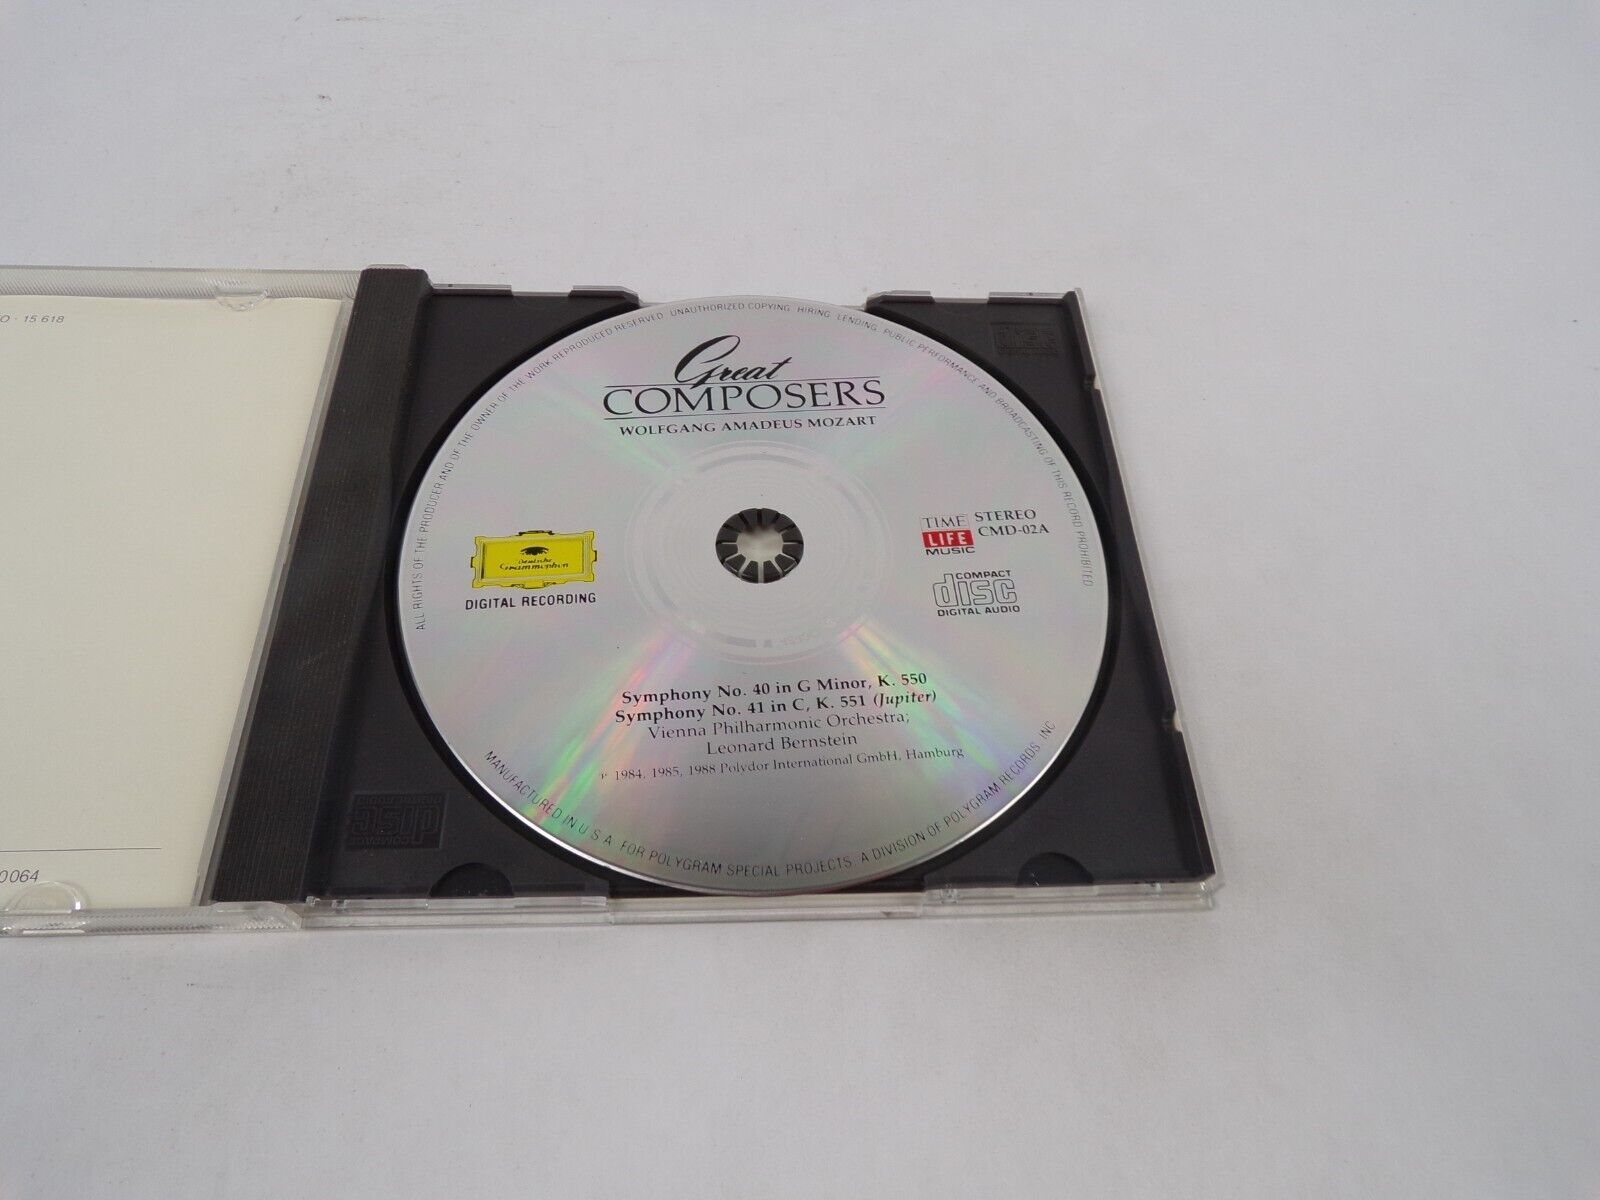 O · 15 618
0064
ALL RIGHTS OF THE PRODUCER AND OF THE OWNER OF THE WORK REPRODUCED RESERVED. UNAUTHORIZED COPYING, HIRING, LENDING, PUBLIC PERFORMANCE AND BROADCASTING OF THIS RECORD PROHIBITED
Great
COMPOSERS
WOLFGANG AMADEUS MOZART
Deutsche
Grammophon
DIGITAL RECORDING
TIME
LIFE
MUSIC
STEREO
CMD-02A
COMPACT
disc
DIGITAL AUDIO
Symphony No. 40 in G Minor, K. 550
Symphony No. 41 in C, K. 551 (Jupiter)
Vienna Philharmonic Orchestra;
Leonard Bernstein
℗ 1984, 1985, 1988 Polydor International GmbH, Hamburg
MANUFACTURED IN U S A FOR POLYGRAM SPECIAL PROJECTS A DIVISION OF POLYGRAM RECORDS INC
COMPACT
disc
DIGITAL AUDIO